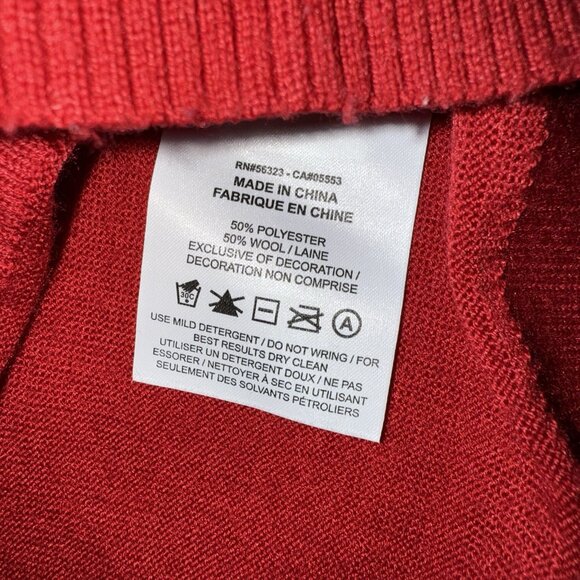 RN#56323 - CA#05553
MADE IN CHINA
FABRIQUE EN CHINE
50% POLYESTER
50% WOOL / LAINE
EXCLUSIVE OF DECORATION /
DECORATION NON COMPRISE
30C A
USE MILD DETERGENT / DO NOT WRING / FOR
BEST RESULTS DRY CLEAN
UTILISER UN DETERGENT DOUX / NE PAS
ESSORER / NETTOYER À SEC EN UTILISANT
SEULEMENT DES SOLVANTS PÉTROLIERS